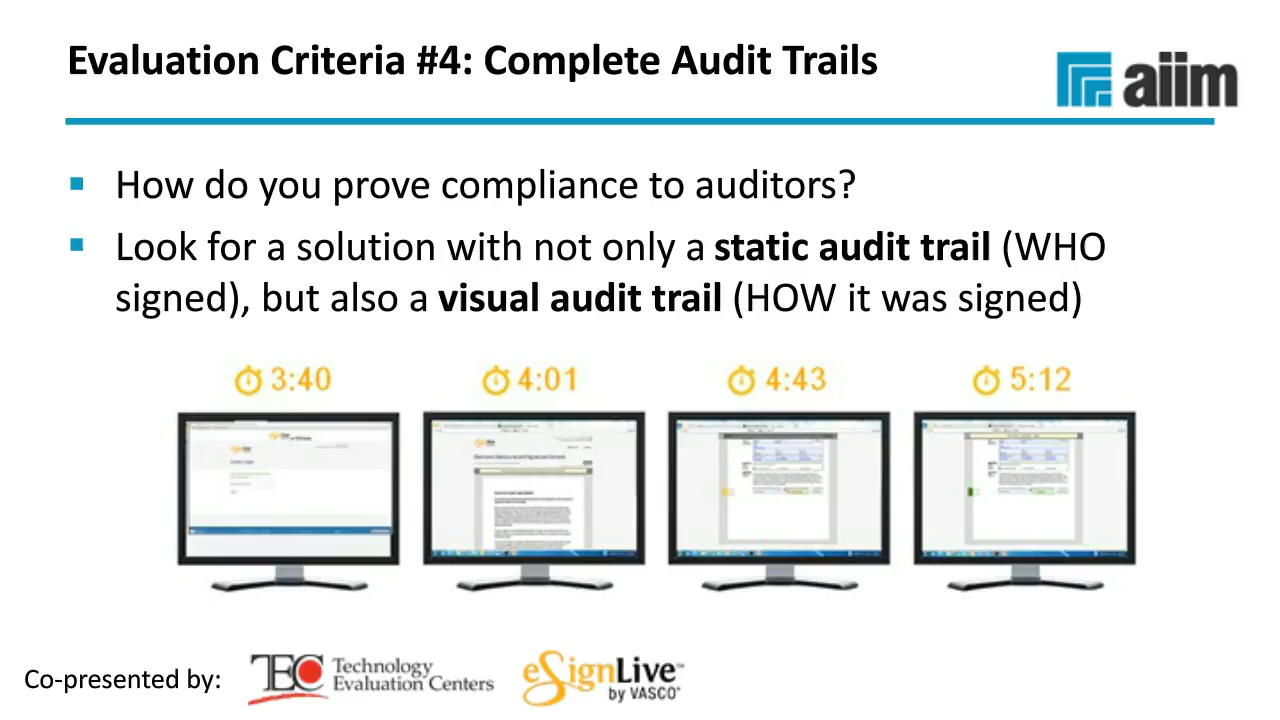 Evaluation Criteria #4: Complete Audit Trails
aiim
How do you prove compliance to auditors?
Look for a solution with not only a static audit trail (WHO
signed), but also a visual audit trail (HOW it was signed)
3:40
4:01
4:43
5:12
Co-presented by:
TEC
Technology
Evaluation Centers
eSignLive™
by VASCO®